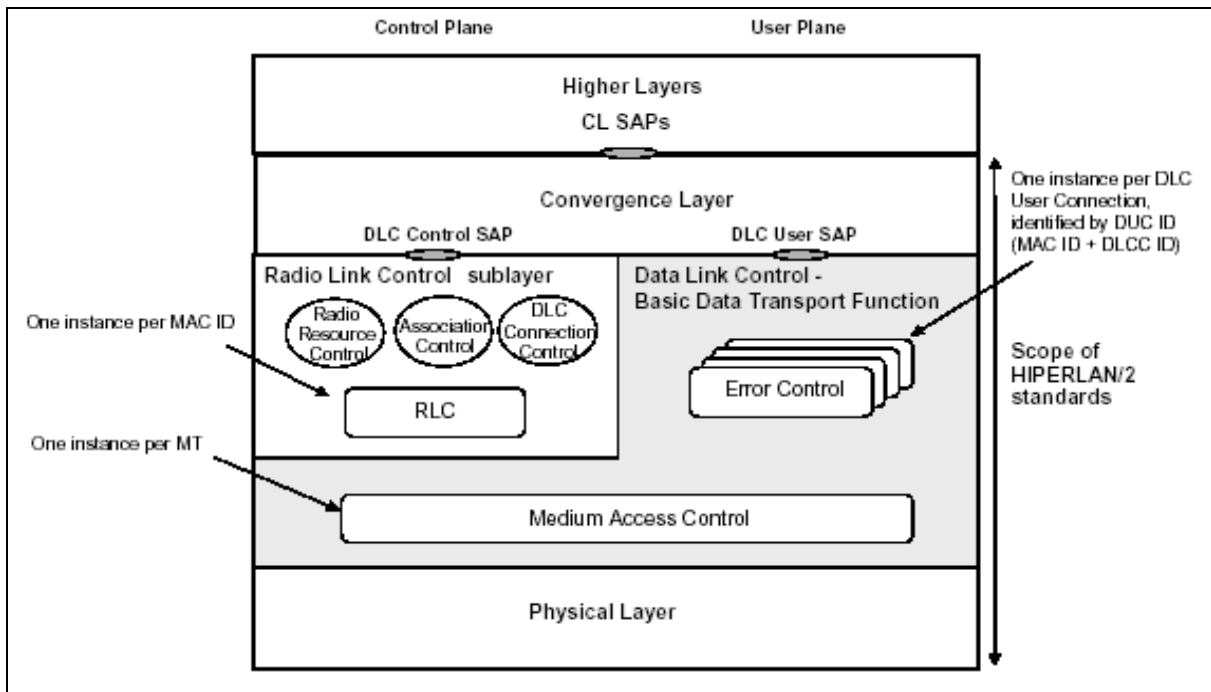 Control Plane
User Plane
Higher Layers
CL SAPs
Convergence Layer
DLC Control SAP
DLC User SAP
One instance per DLC
User Connection,
identified by DUC ID
(MAC ID + DLCC ID)
Radio Link Control sublayer
Radio
Resource
Control
Association
Control
DLC
Connection
Control
Data Link Control -
Basic Data Transport Function
One instance per MAC ID
RLC
Error Control
Scope of
HIPERLAN/2
standards
One instance per MT
Medium Access Control
Physical Layer